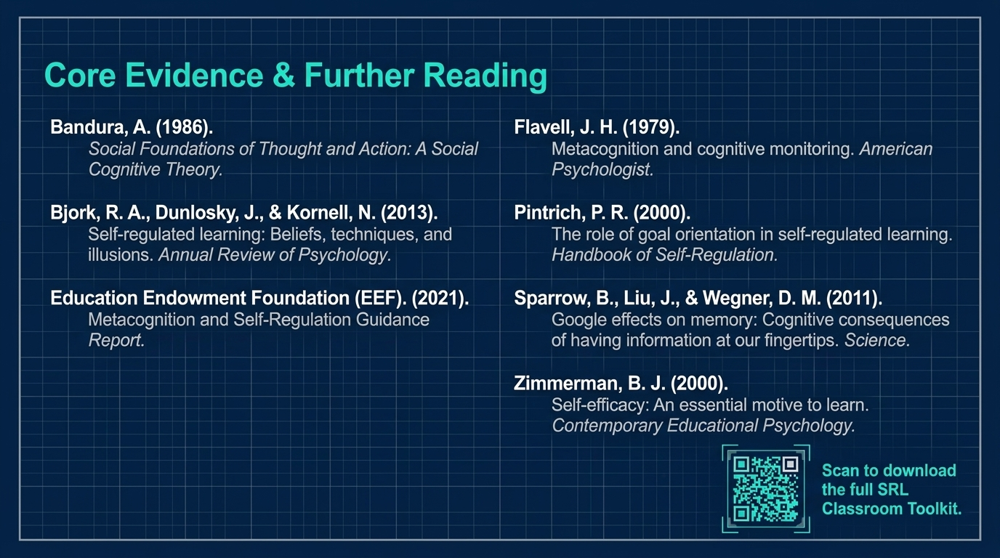 Core Evidence & Further Reading
Bandura, A. (1986).
Social Foundations of Thought and Action: A Social
Cognitive Theory.
Bjork, R. A., Dunlosky, J., & Kornell, N. (2013).
Self-regulated learning: Beliefs, techniques, and
illusions. Annual Review of Psychology.
Education Endowment Foundation (EEF). (2021).
Metacognition and Self-Regulation Guidance
Report.
Flavell, J. H. (1979).
Metacognition and cognitive monitoring. American
Psychologist.
Pintrich, P. R. (2000).
The role of goal orientation in self-regulated learning.
Handbook of Self-Regulation.
Sparrow, B., Liu, J., & Wegner, D. M. (2011).
Google effects on memory: Cognitive consequences
of having information at our fingertips. Science.
Zimmerman, B. J. (2000).
Self-efficacy: An essential motive to learn.
Contemporary Educational Psychology.
Scan to download
the full SRL
Classroom Toolkit.